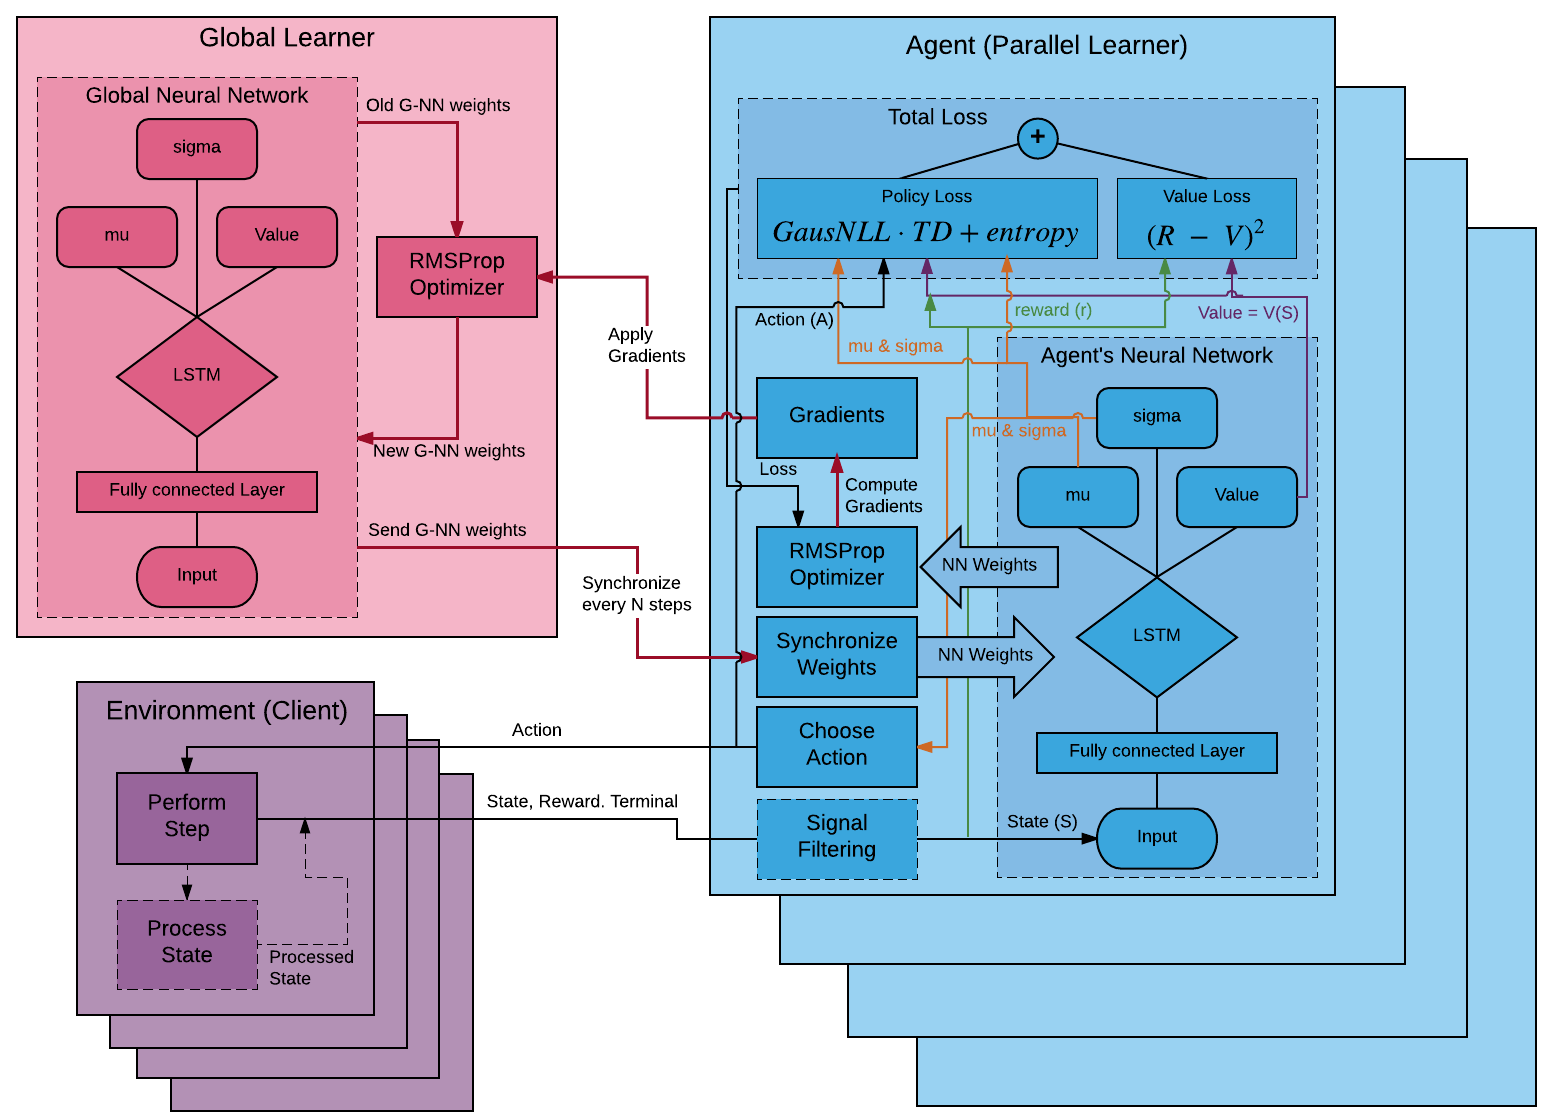 Global Learner
Global Neural Network
sigma
mu
Value
LSTM
Fully connected Layer
Input
Old G-NN weights
RMSProp
Optimizer
New G-NN weights
Send G-NN weights
Apply
Gradients
Synchronize
every N steps
Agent (Parallel Learner)
Total Loss
+
Policy Loss
GausNLL · TD + entropy
Value Loss
(R − V)²
Action (A)
reward (r)
Value = V(S)
mu & sigma
Agent's Neural Network
Gradients
mu & sigma
sigma
Loss
Compute
Gradients
mu
Value
RMSProp
Optimizer
NN Weights
Synchronize
Weights
NN Weights
LSTM
Choose
Action
Fully connected Layer
Signal
Filtering
State (S)
Input
Environment (Client)
Action
Perform
Step
State, Reward. Terminal
Process
State
Processed
State